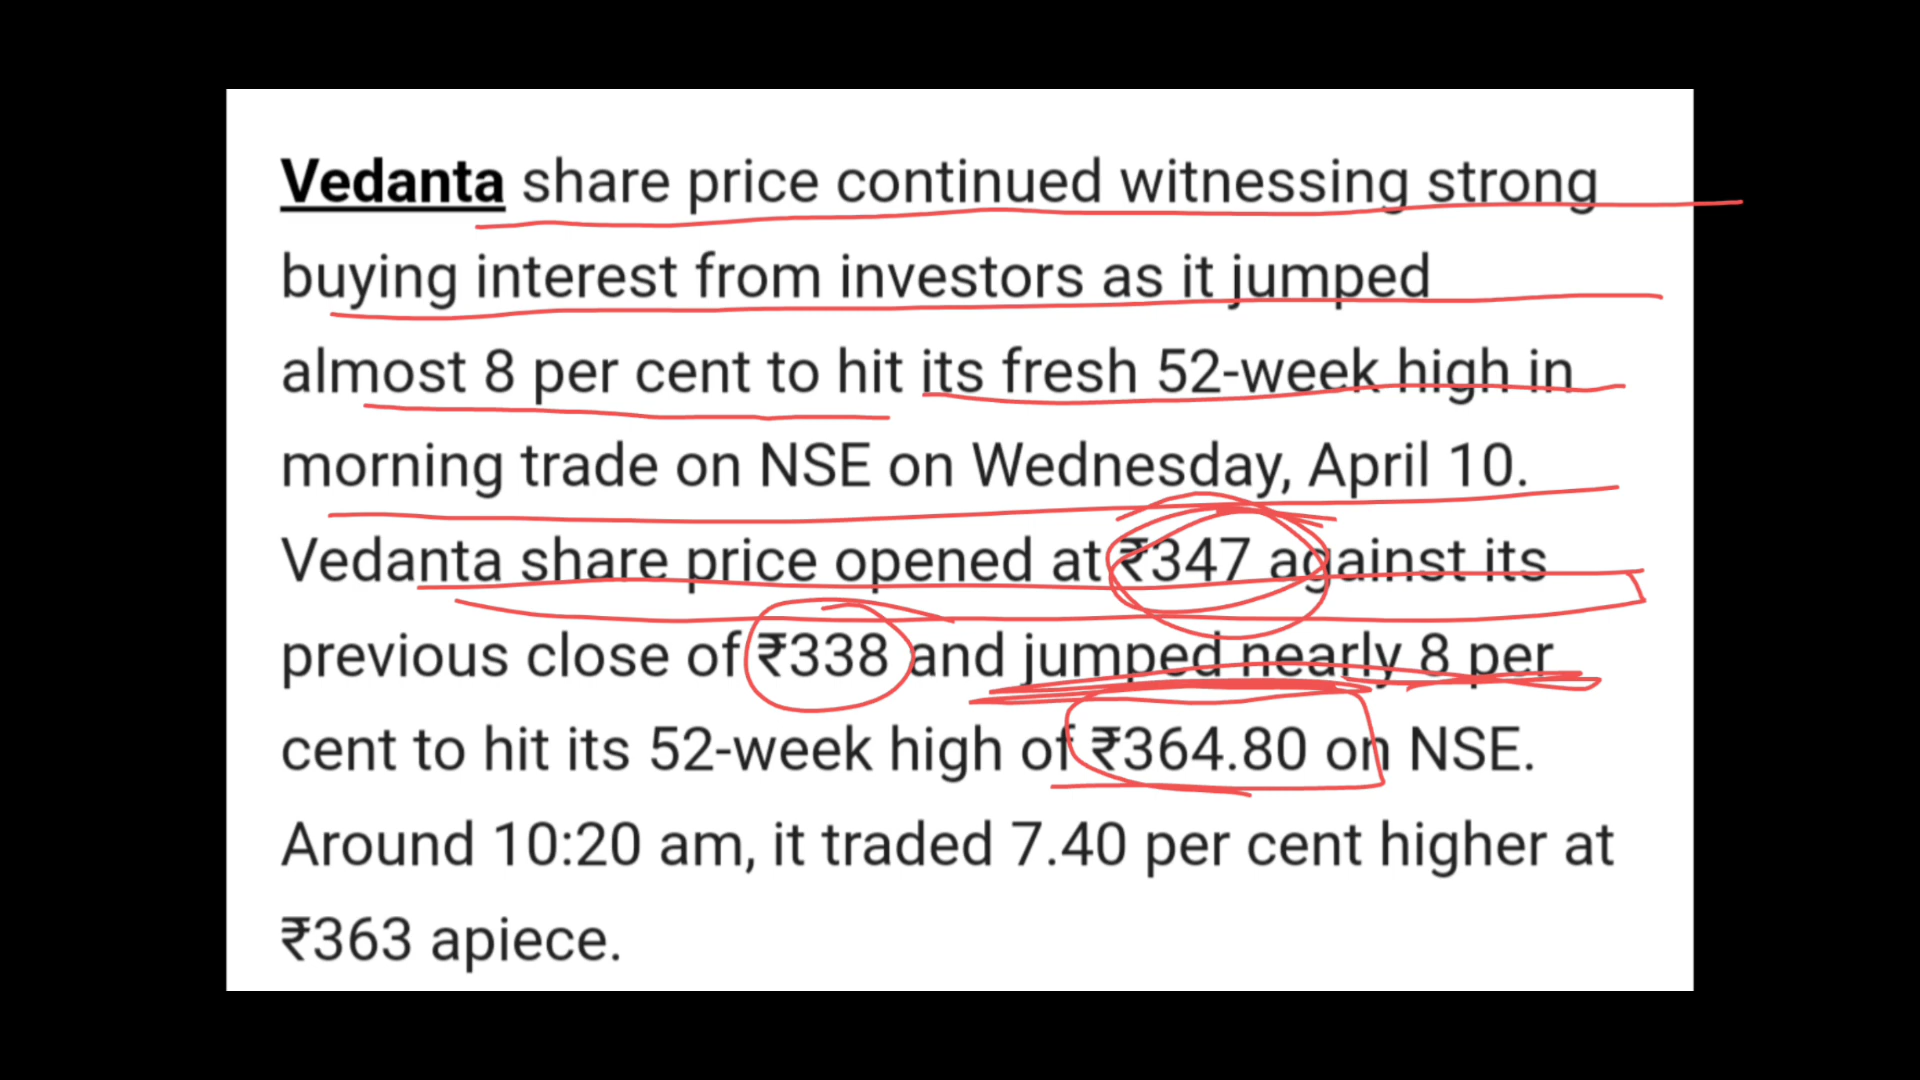 Vedanta share price continued witnessing strong
buying interest from investors as it jumped
almost 8 per cent to hit its fresh 52-week high in
morning trade on NSE on Wednesday, April 10.
Vedanta share price opened at ₹347 against its
previous close of ₹338 and jumped nearly 8 per
cent to hit its 52-week high of ₹364.80 on NSE.
Around 10:20 am, it traded 7.40 per cent higher at
₹363 apiece.